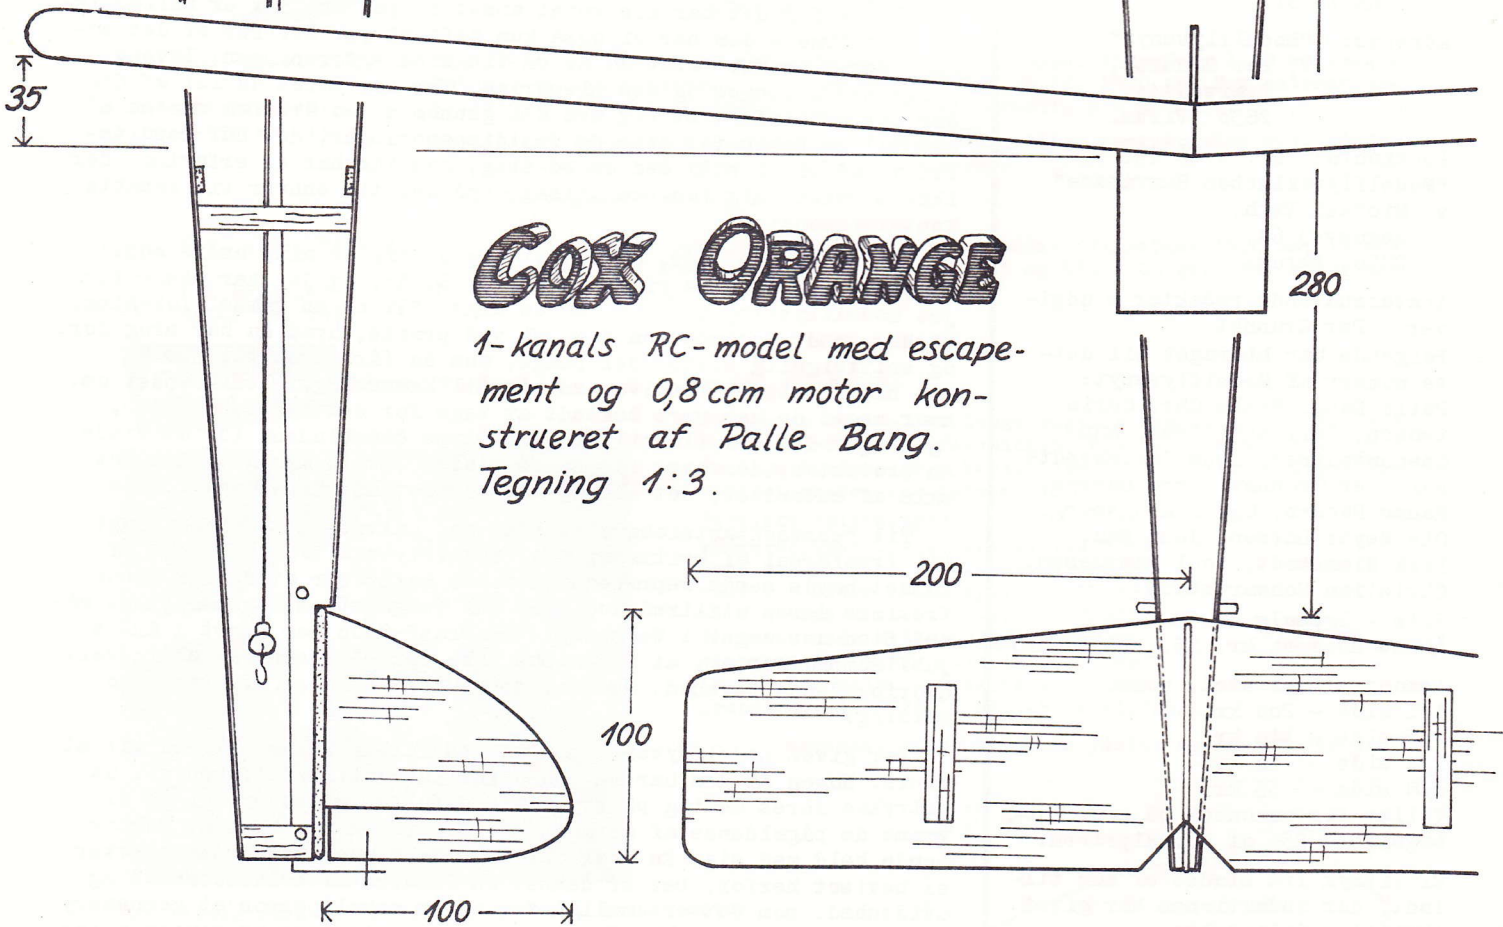 35
COX ORANGE
280
1-kanals RC-model med escape-
ment og 0,8 ccm motor kon-
strueret af Palle Bang.
Tegning 1:3.
200
100
100